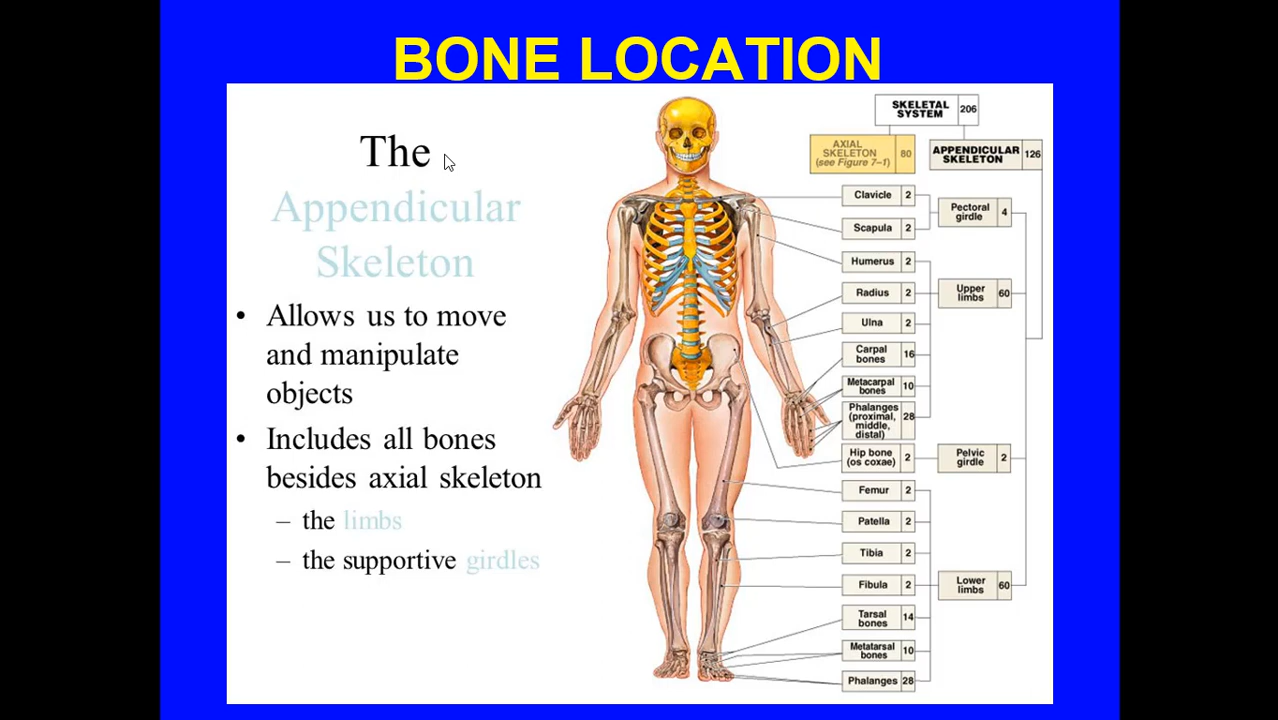 BONE LOCATION
The
Appendicular
Skeleton
• Allows us to move
and manipulate
objects
• Includes all bones
besides axial skeleton
– the limbs
– the supportive girdles
SKELETAL
SYSTEM 206
AXIAL
SKELETON 80
(see Figure 7–1)
APPENDICULAR
SKELETON 126
Clavicle 2
Scapula 2
Pectoral
girdle 4
Humerus 2
Radius 2
Ulna 2
Carpal
bones 16
Metacarpal
bones 10
Phalanges
(proximal,
middle,
distal) 28
Upper
limbs 60
Hip bone
(os coxae) 2
Pelvic
girdle 2
Femur 2
Patella 2
Tibia 2
Fibula 2
Tarsal
bones 14
Metatarsal
bones 10
Phalanges 28
Lower
limbs 60